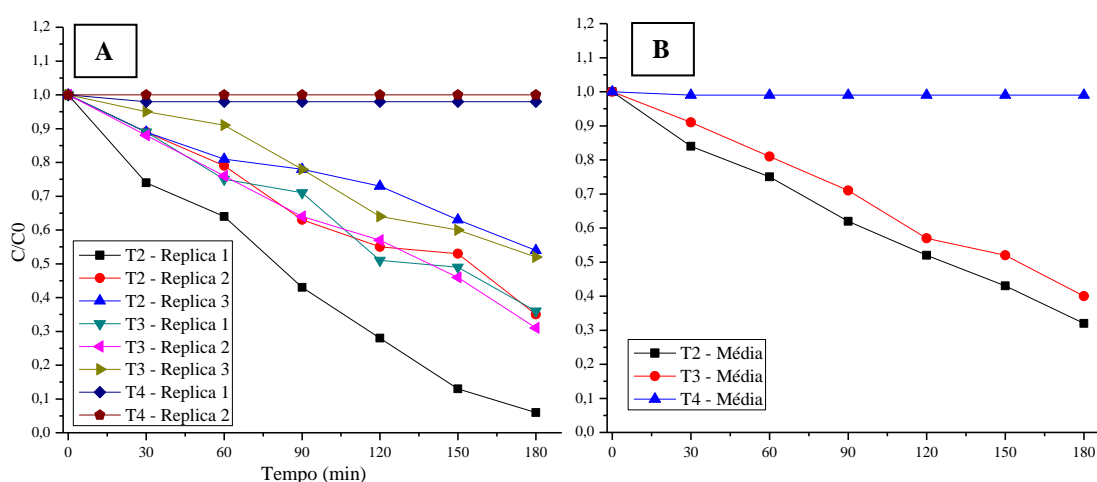 A
1,2
1,1
1,0
0,9
0,8
0,7
0,6
0,5
0,4
0,3
0,2
0,1
0,0
C/C0
T2 - Replica 1
T2 - Replica 2
T2 - Replica 3
T3 - Replica 1
T3 - Replica 2
T3 - Replica 3
T4 - Replica 1
T4 - Replica 2
0 30 60 90 120 150 180
Tempo (min)
B
1,2
1,1
1,0
0,9
0,8
0,7
0,6
0,5
0,4
0,3
0,2
0,1
0,0
T2 - Média
T3 - Média
T4 - Média
0 30 60 90 120 150 180